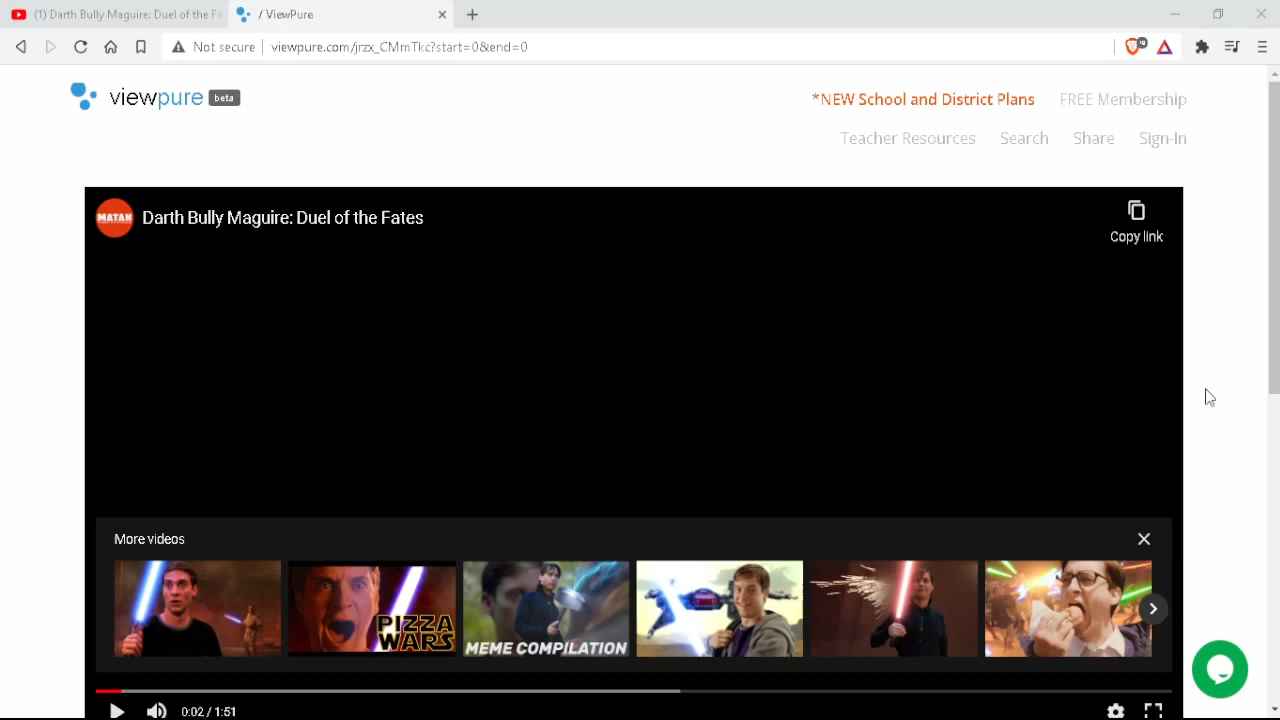 (1) Darth Bully Maguire: Duel of the Fa
/ ViewPure
Not secure
viewpure.com/jrzx_CMmTkc?start=0&end=0
viewpure beta
*NEW School and District Plans
FREE Membership
Teacher Resources
Search
Share
Sign-In
MATAN
Darth Bully Maguire: Duel of the Fates
Copy link
More videos
PIZZA
WARS
MEME COMPILATION
0:02 / 1:51